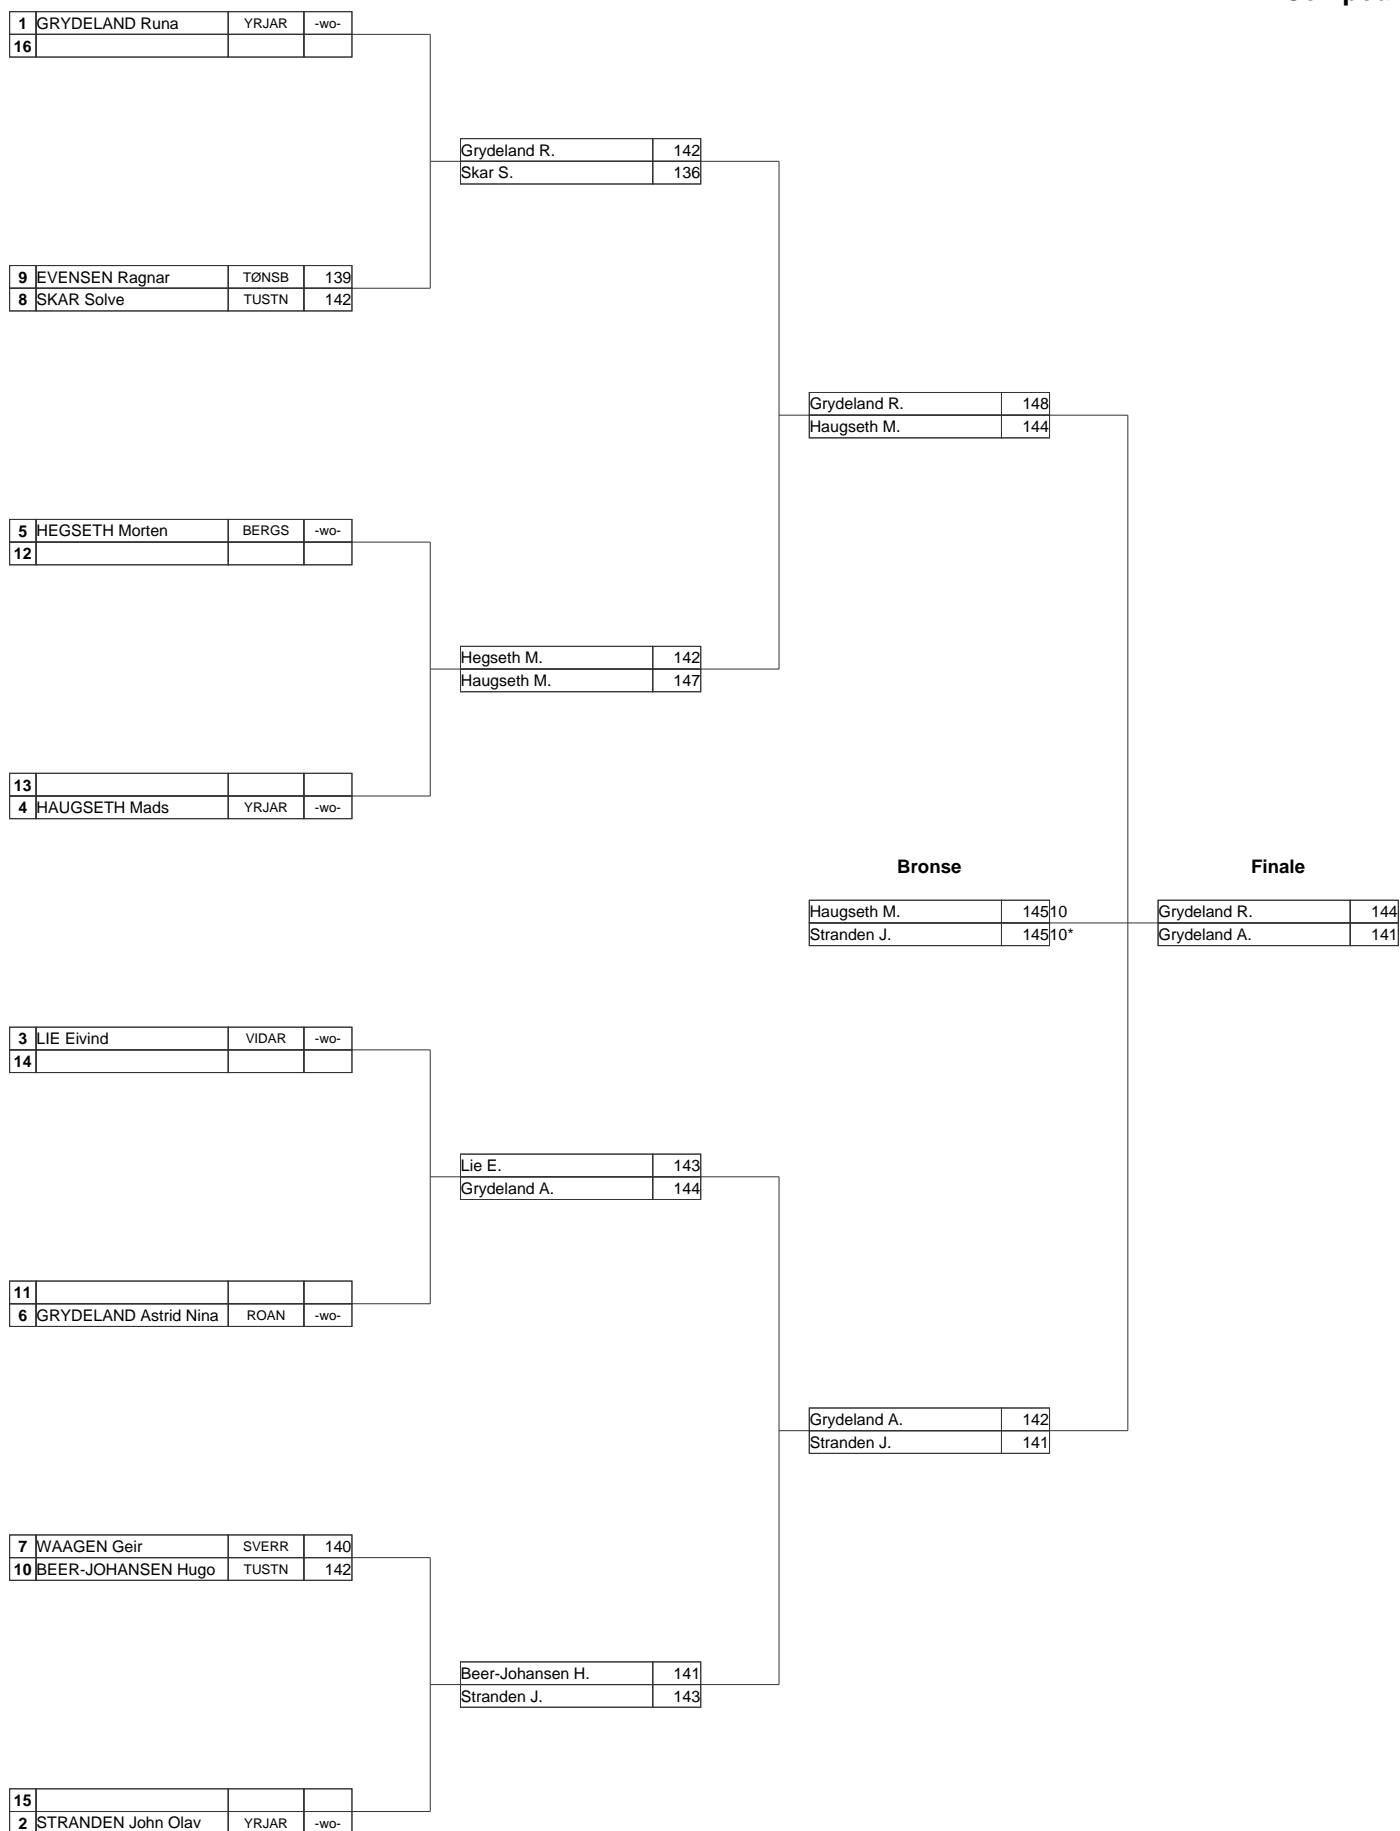 1 GRYDELAND Runa YRJAR -wo-
16
Grydeland R. 142
Skar S. 136
9 EVENSEN Ragnar TØNSB 139
8 SKAR Solve TUSTN 142
Grydeland R. 148
Haugseth M. 144
5 HEGSETH Morten BERGS -wo-
12
Hegseth M. 142
Haugseth M. 147
13
4 HAUGSETH Mads YRJAR -wo-
Bronse Finale
Haugseth M. 145 10 Grydeland R. 144
Stranden J. 145 10* Grydeland A. 141
3 LIE Eivind VIDAR -wo-
14
Lie E. 143
Grydeland A. 144
11
6 GRYDELAND Astrid Nina ROAN -wo-
Grydeland A. 142
Stranden J. 141
7 WAAGEN Geir SVERR 140
10 BEER-JOHANSEN Hugo TUSTN 142
Beer-Johansen H. 141
Stranden J. 143
15
2 STRANDEN John Olav YRJAR -wo-